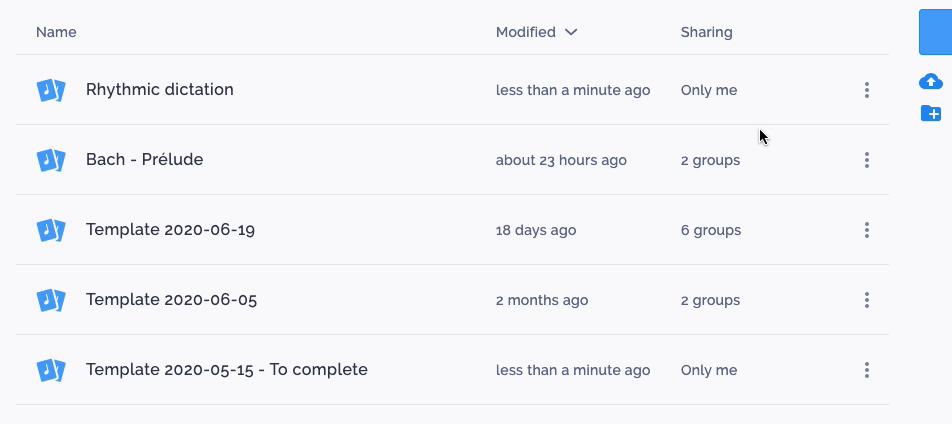 Name Modified Sharing
Rhythmic dictation less than a minute ago Only me
Bach - Prélude about 23 hours ago 2 groups
Template 2020-06-19 18 days ago 6 groups
Template 2020-06-05 2 months ago 2 groups
Template 2020-05-15 - To complete less than a minute ago Only me